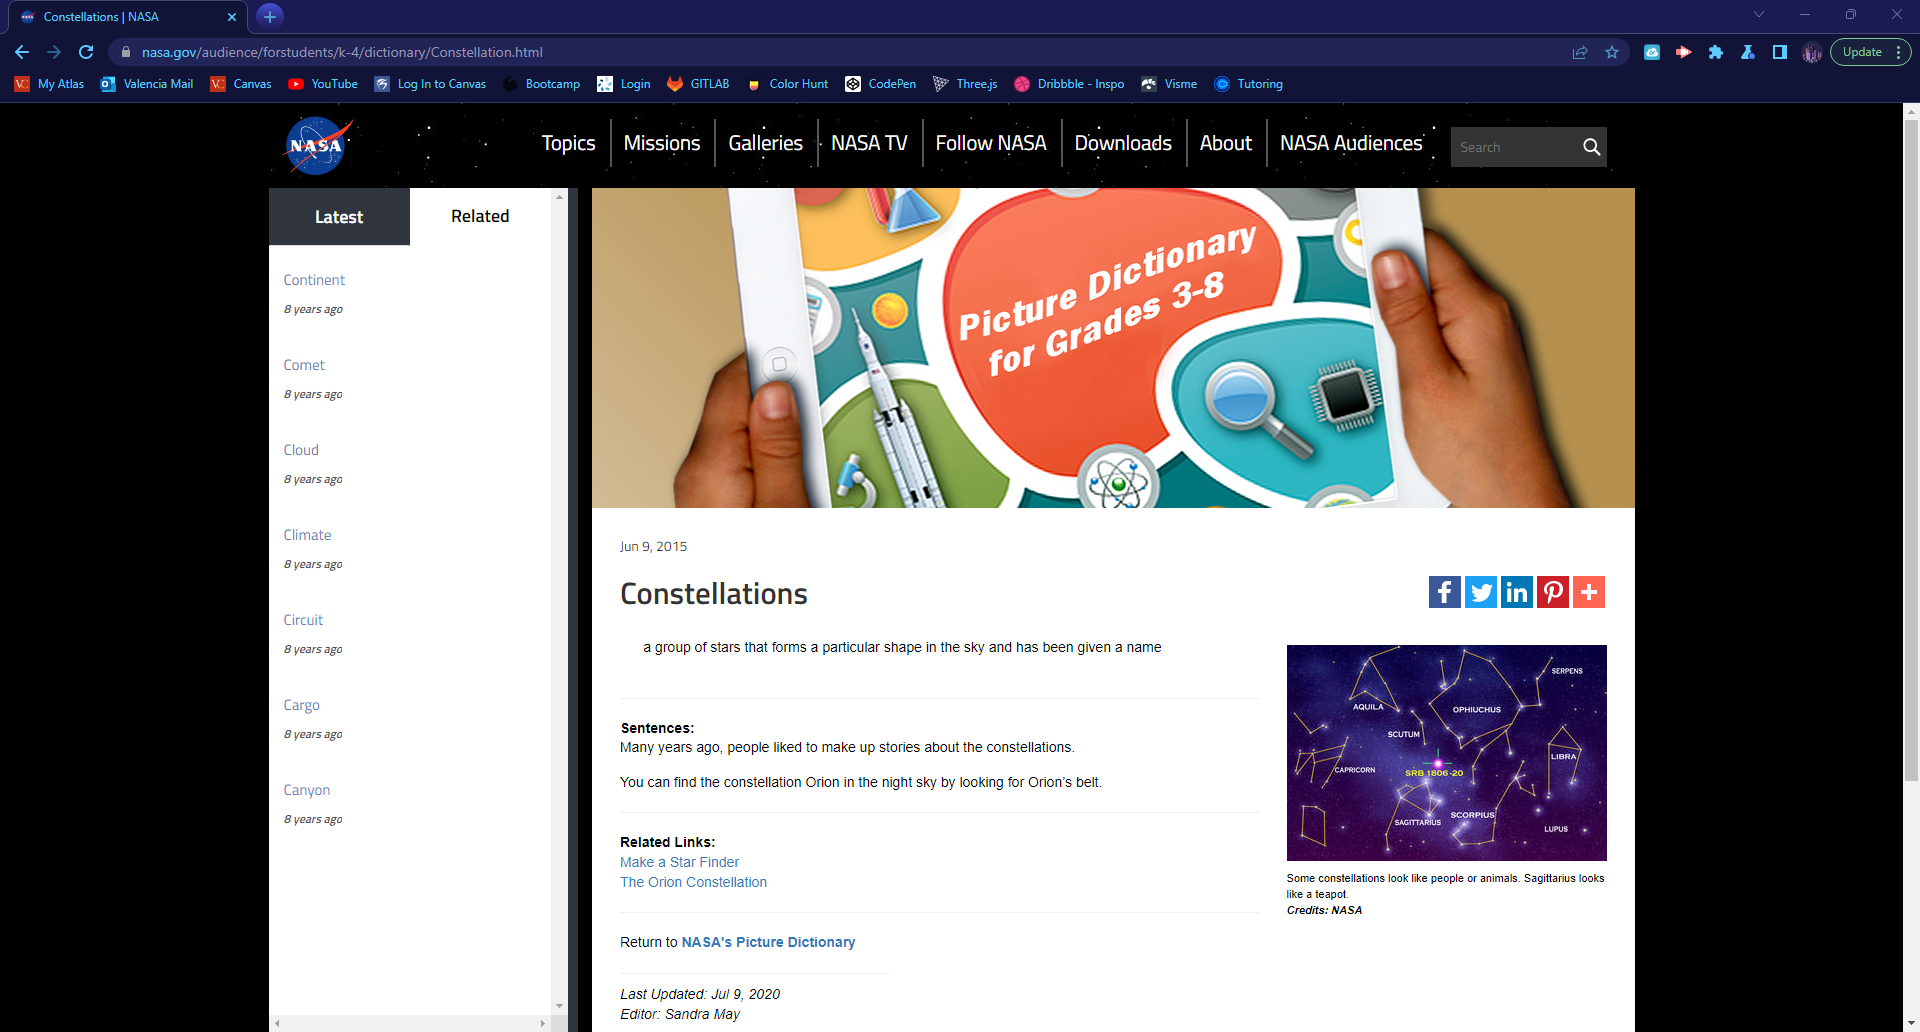 Constellations | NASA
nasa.gov/audience/forstudents/k-4/dictionary/Constellation.html
Update
My Atlas
Valencia Mail
Canvas
YouTube
Log In to Canvas
Bootcamp
Login
GITLAB
Color Hunt
CodePen
Three.js
Dribbble - Inspo
Visme
Tutoring
NASA
Topics
Missions
Galleries
NASA TV
Follow NASA
Downloads
About
NASA Audiences
Search
Latest
Related
Continent
8 years ago
Comet
8 years ago
Cloud
8 years ago
Climate
8 years ago
Circuit
8 years ago
Cargo
8 years ago
Canyon
8 years ago
Picture Dictionary
for Grades 3-8
Jun 9, 2015
Constellations
a group of stars that forms a particular shape in the sky and has been given a name
Sentences:
Many years ago, people liked to make up stories about the constellations.
You can find the constellation Orion in the night sky by looking for Orion's belt.
Related Links:
Make a Star Finder
The Orion Constellation
Return to NASA's Picture Dictionary
Last Updated: Jul 9, 2020
Editor: Sandra May
SERPENS
AQUILA
OPHIUCHUS
SCUTUM
LIBRA
CAPRICORN
SRB 1806-20
SCORPIUS
SAGITTARIUS
LUPUS
Some constellations look like people or animals. Sagittarius looks
like a teapot.
Credits: NASA